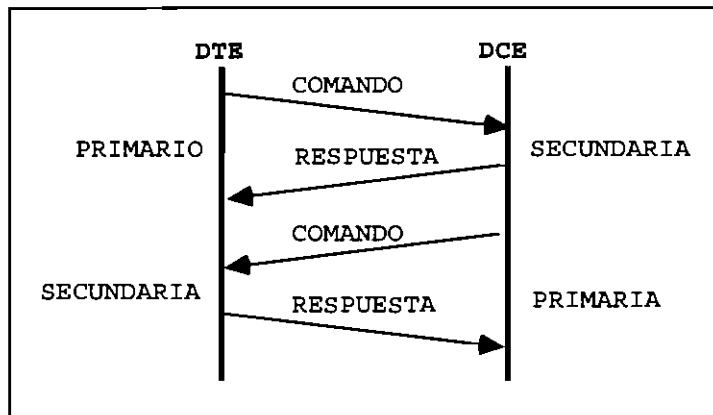 DTE DCE
COMANDO
PRIMARIO RESPUESTA SECUNDARIA
COMANDO
SECUNDARIA RESPUESTA PRIMARIA